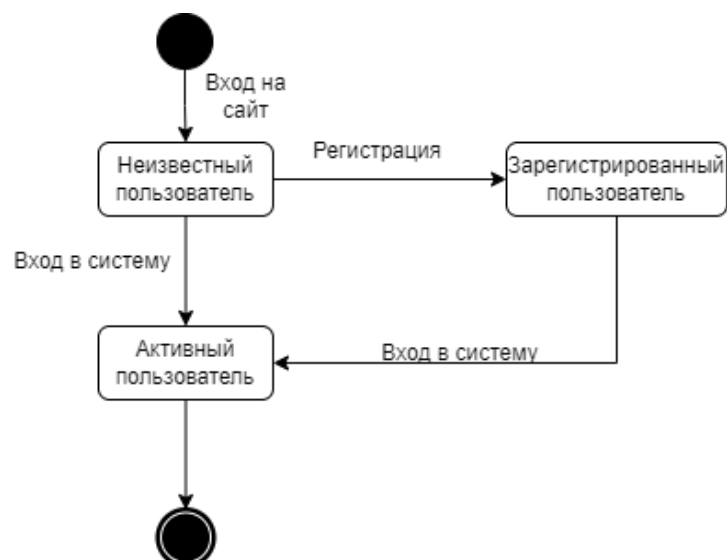 Вход на
сайт
Неизвестный
пользователь
Регистрация
Зарегистрированный
пользователь
Вход в систему
Активный
пользователь
Вход в систему